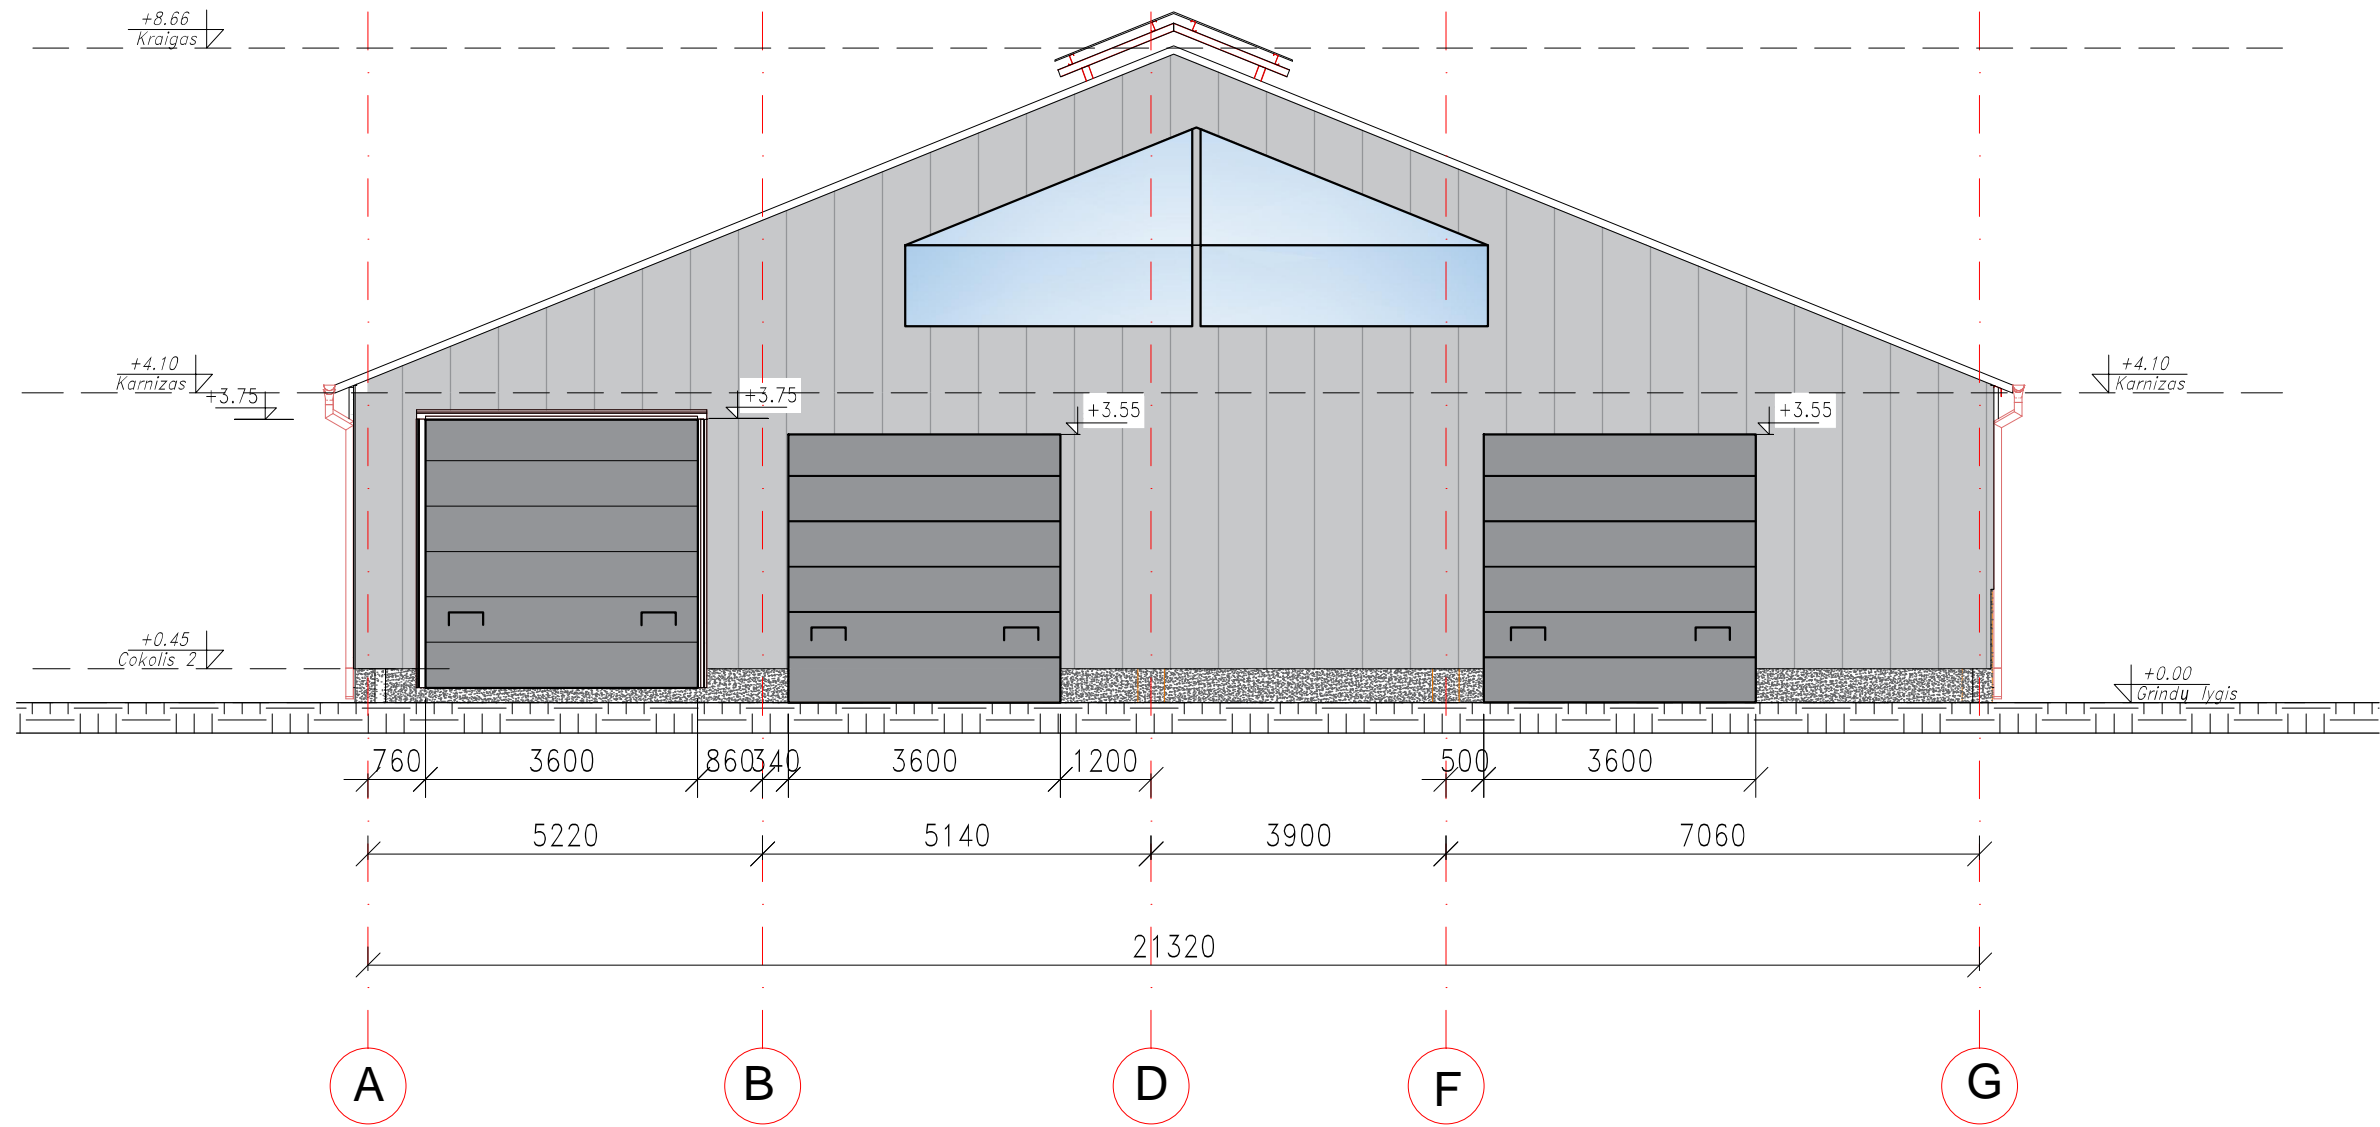 +8.66
Kraigas
+4.10
Karnizas
+3.75
+3.75
+3.55
+3.55
+4.10
Karnizas
+0.45
Cokolis 2
+0.00
Grindų lygis
760 3600 860 340 3600 1200 500 3600
5220 5140 3900 7060
21320
A B D F G